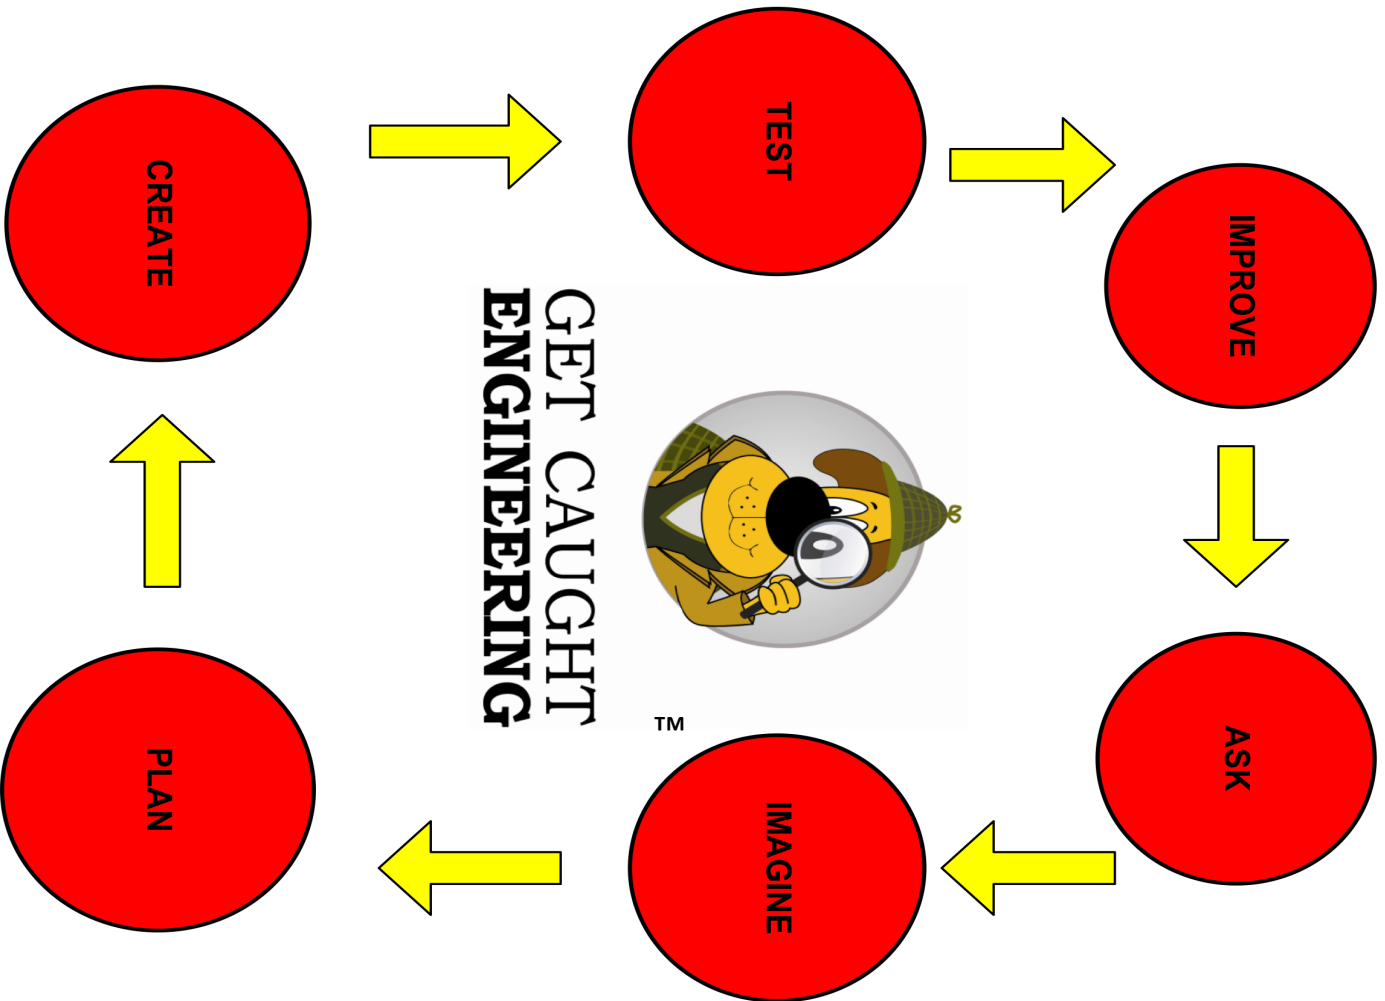 IMPROVE
ASK
TEST
IMAGINE
TM
GET CAUGHT
ENGINEERING
CREATE
PLAN